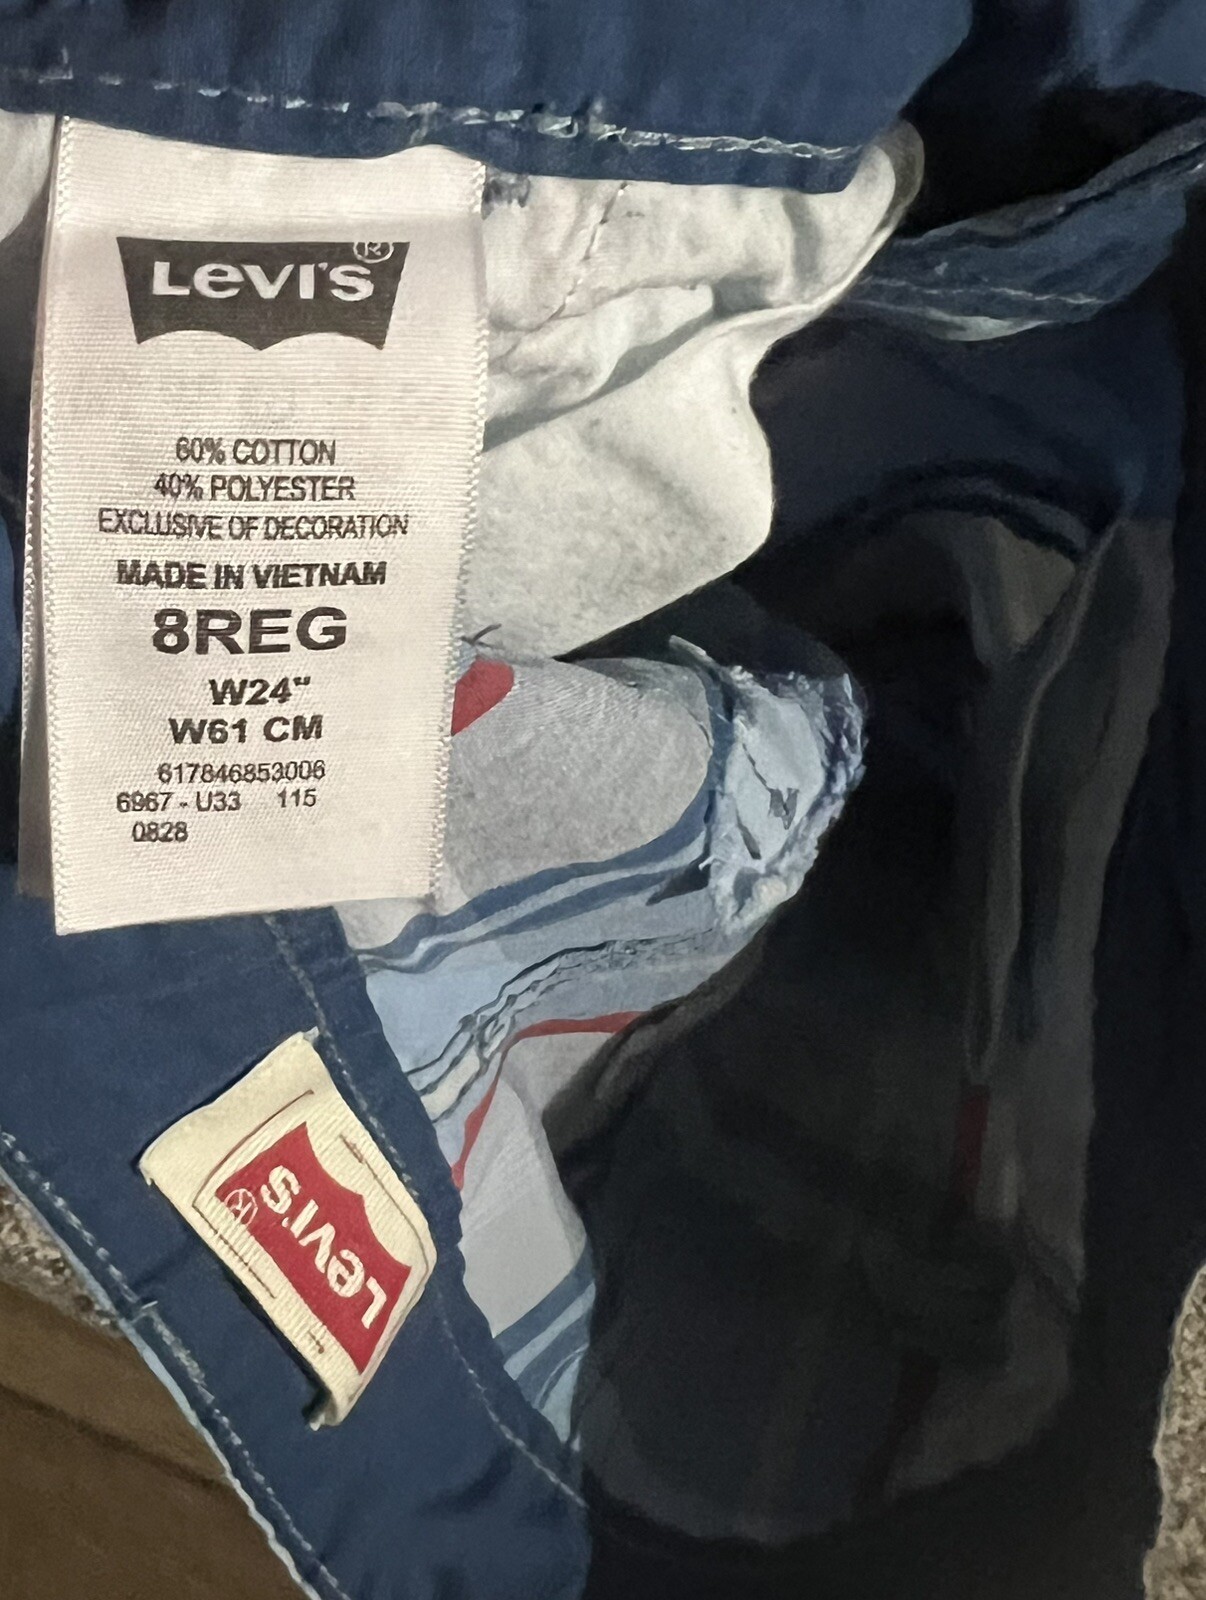 LEVI'S ®
60% COTTON
40% POLYESTER
EXCLUSIVE OF DECORATION
MADE IN VIETNAM
8REG
W24"
W61 CM
617846853006
6967 - U33 115
0828
LEVI'S ®